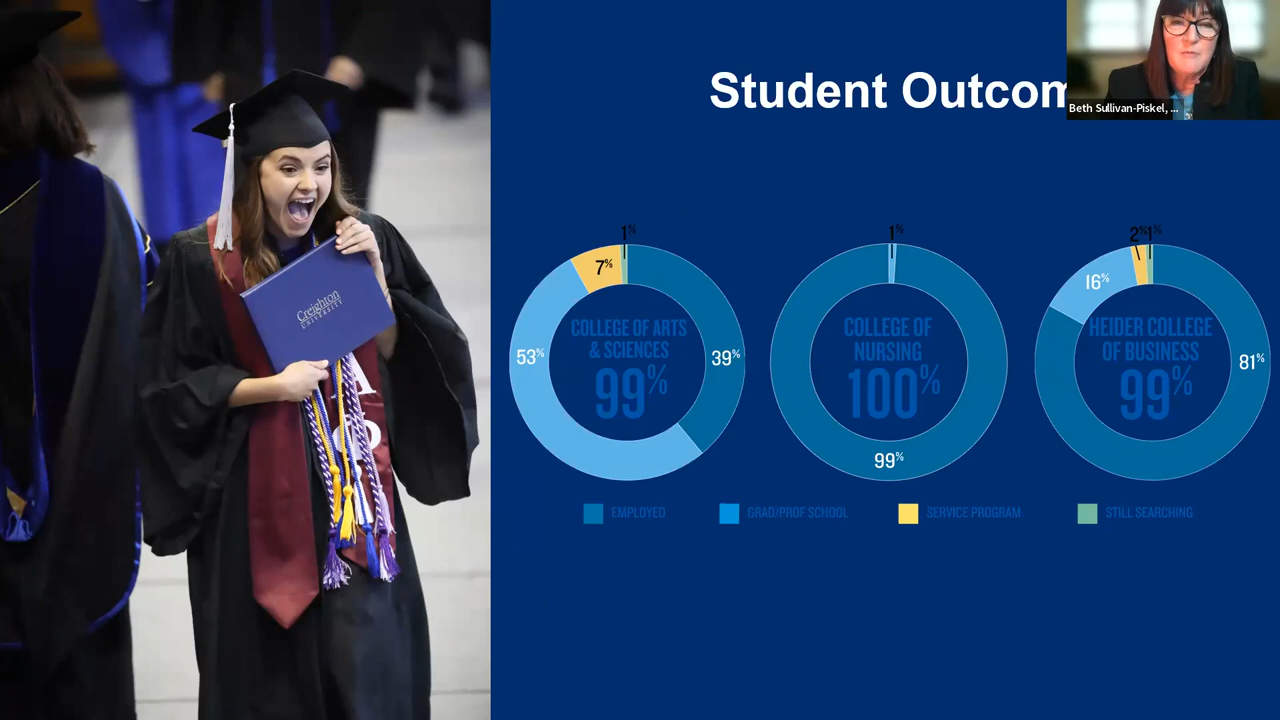 Student Outcom
Beth Sullivan-Piskel, ...
Creighton
UNIVERSITY
1%
7%
53%
39%
COLLEGE OF ARTS
& SCIENCES
99%
1%
COLLEGE OF
NURSING
100%
99%
2%
1%
16%
81%
HEIDER COLLEGE
OF BUSINESS
99%
EMPLOYED
GRAD/PROF SCHOOL
SERVICE PROGRAM
STILL SEARCHING